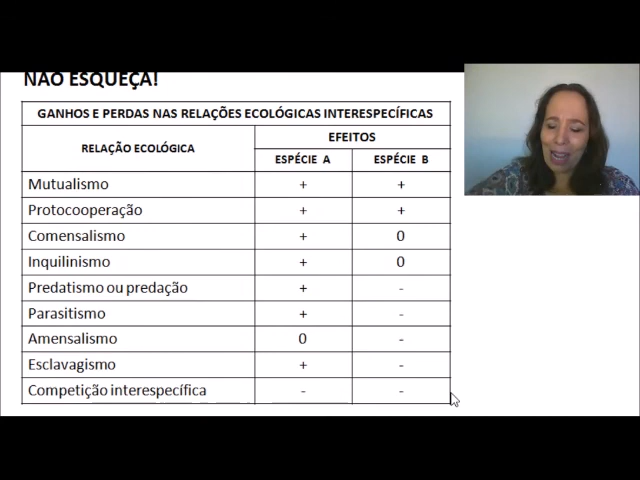 NÃO ESQUEÇA!
GANHOS E PERDAS NAS RELAÇÕES ECOLÓGICAS INTERESPECÍFICAS
RELAÇÃO ECOLÓGICA
EFEITOS
ESPÉCIE A ESPÉCIE B
Mutualismo + +
Protocooperação + +
Comensalismo + 0
Inquilinismo + 0
Predatismo ou predação + -
Parasitismo + -
Amensalismo 0 -
Esclavagismo + -
Competição interespecífica - -